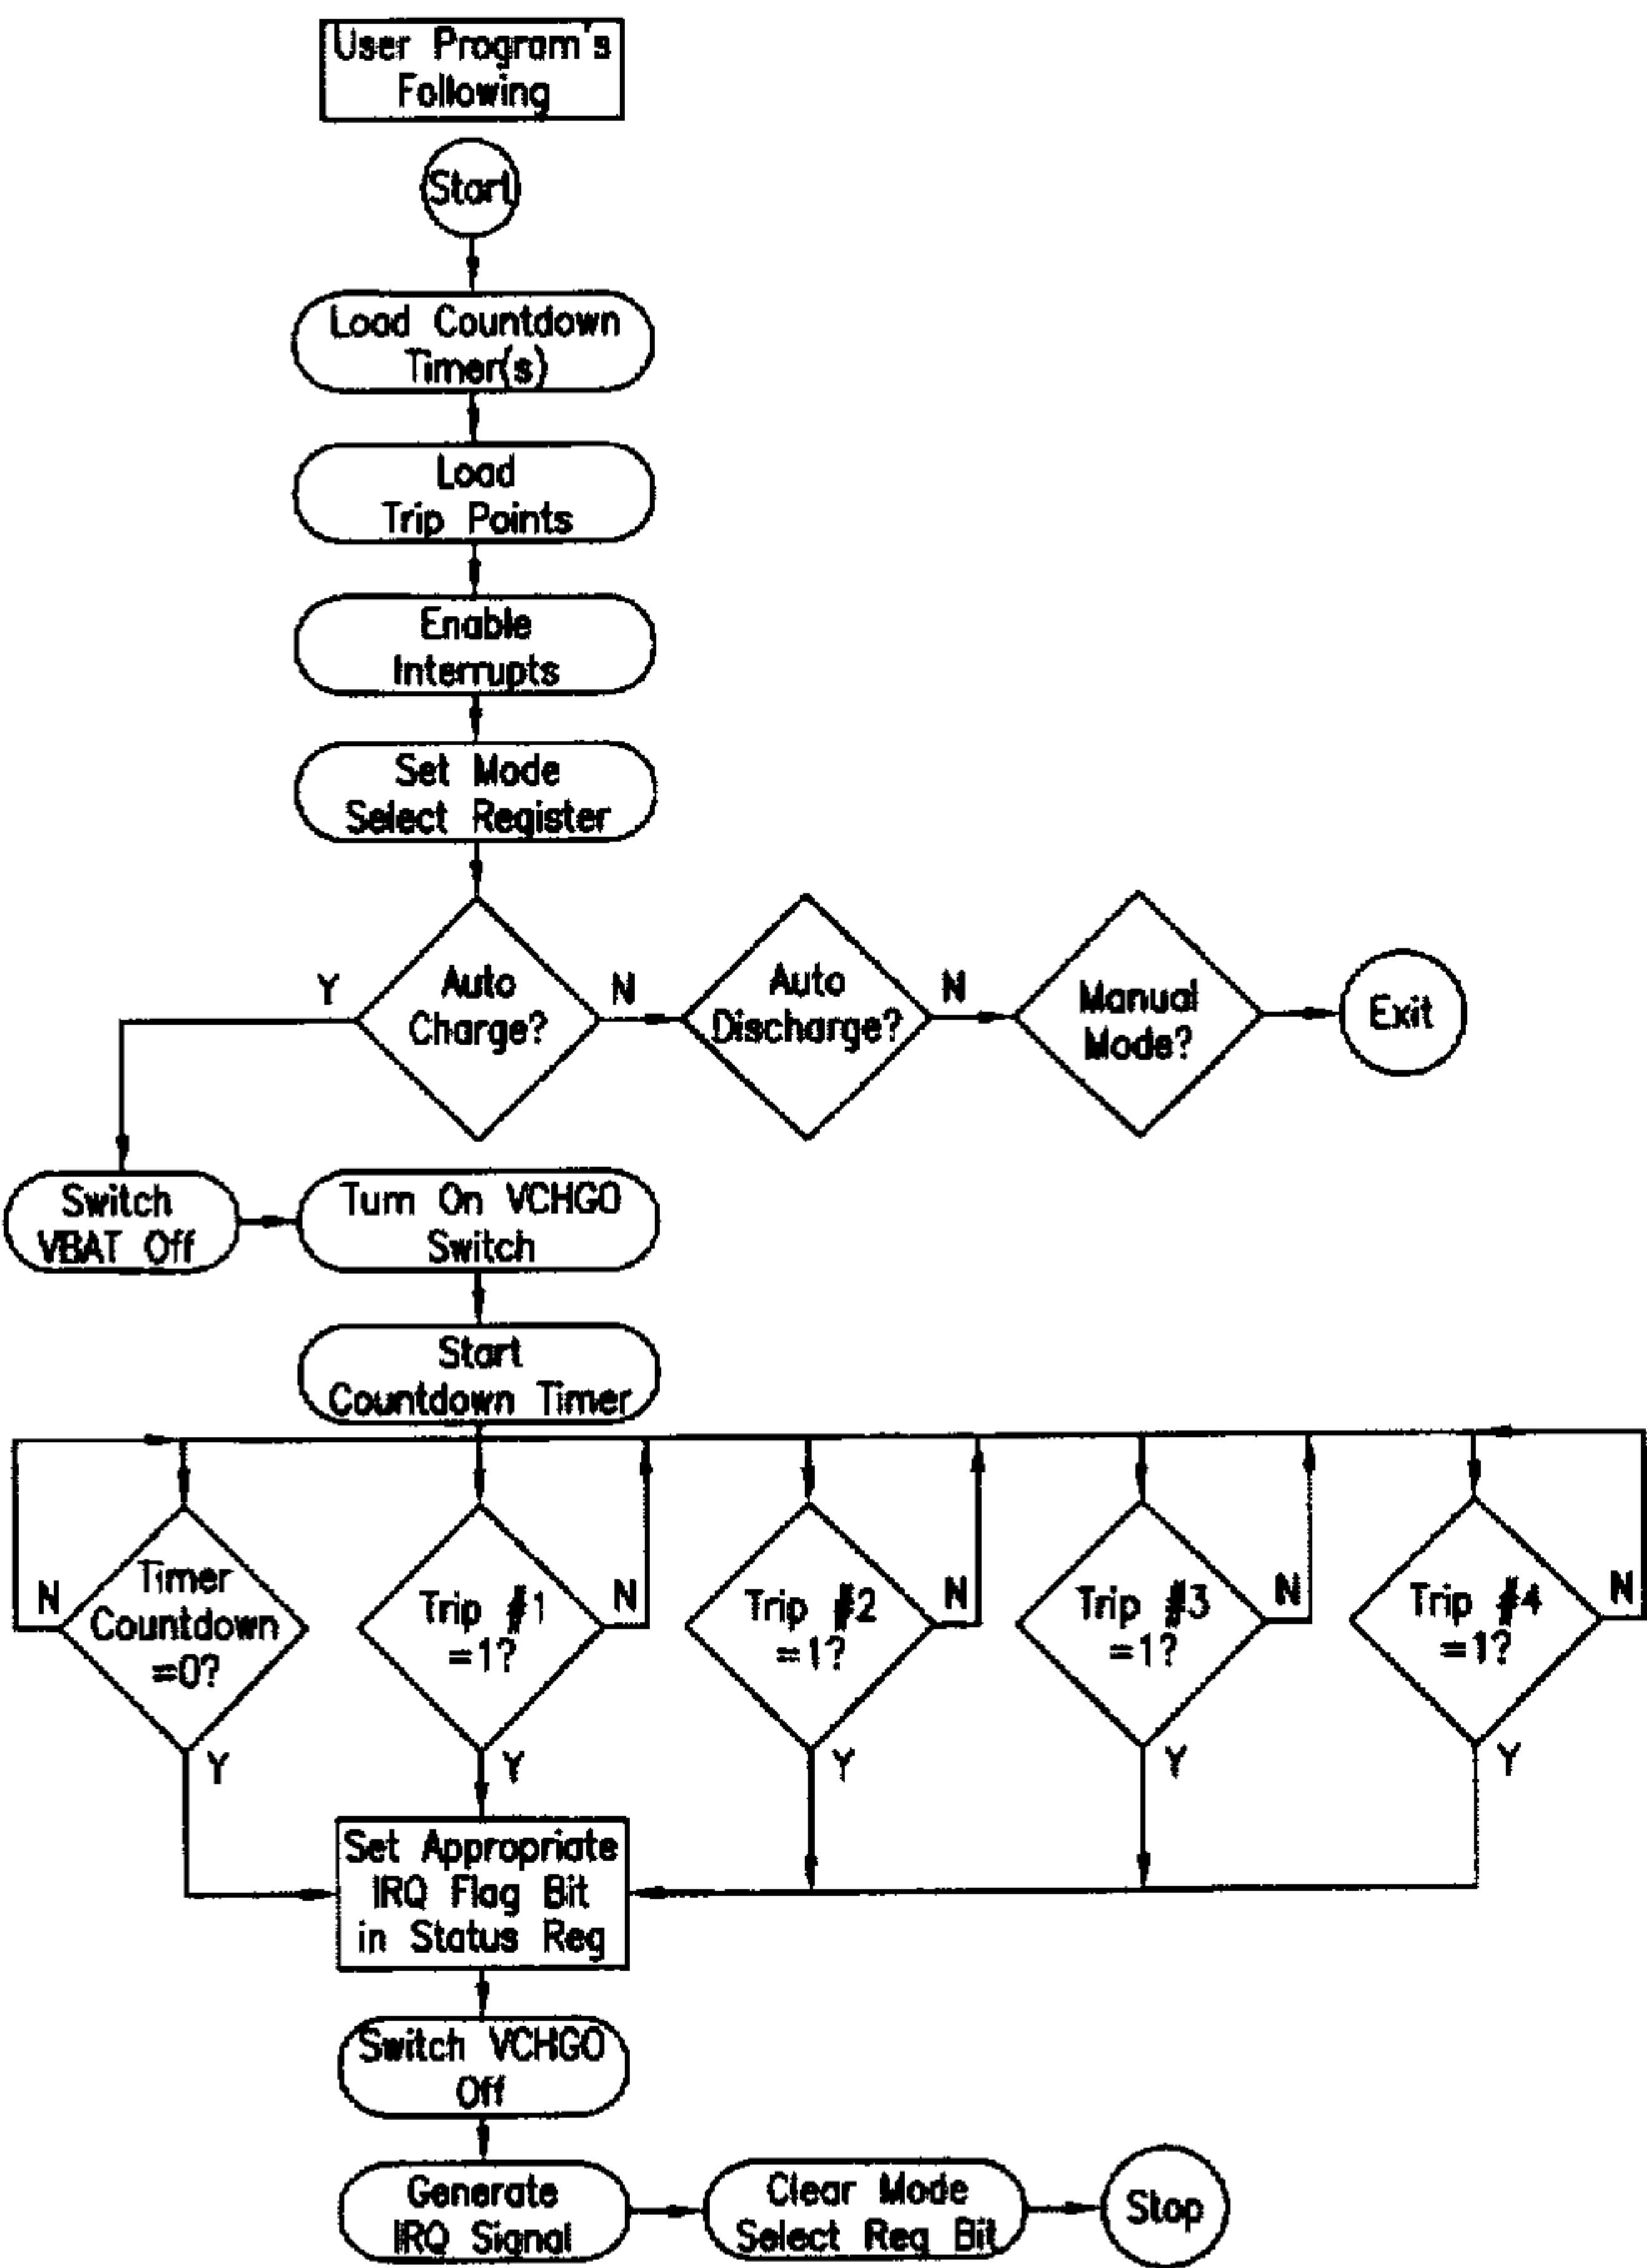 User Program's
Following
Start
Load Countdown
Timer(s)
Load
Trip Points
Enable
Interrupts
Set Mode
Select Register
Y
Auto
Charge?
N
Auto
Discharge?
N
Manual
Mode?
Exit
Switch
VBAT Off
Turn On VCHGO
Switch
Start
Countdown Timer
N
Timer
Countdown
=0?
Y
Trip #1
=1?
N
Y
Trip #2
=1?
N
Y
Trip #3
=1?
N
Y
Trip #4
=1?
N
Y
Set Appropriate
IRQ Flag Bit
in Status Reg
Switch VCHGO
Off
Generate
IRQ Signal
Clear Mode
Select Reg Bit
Stop